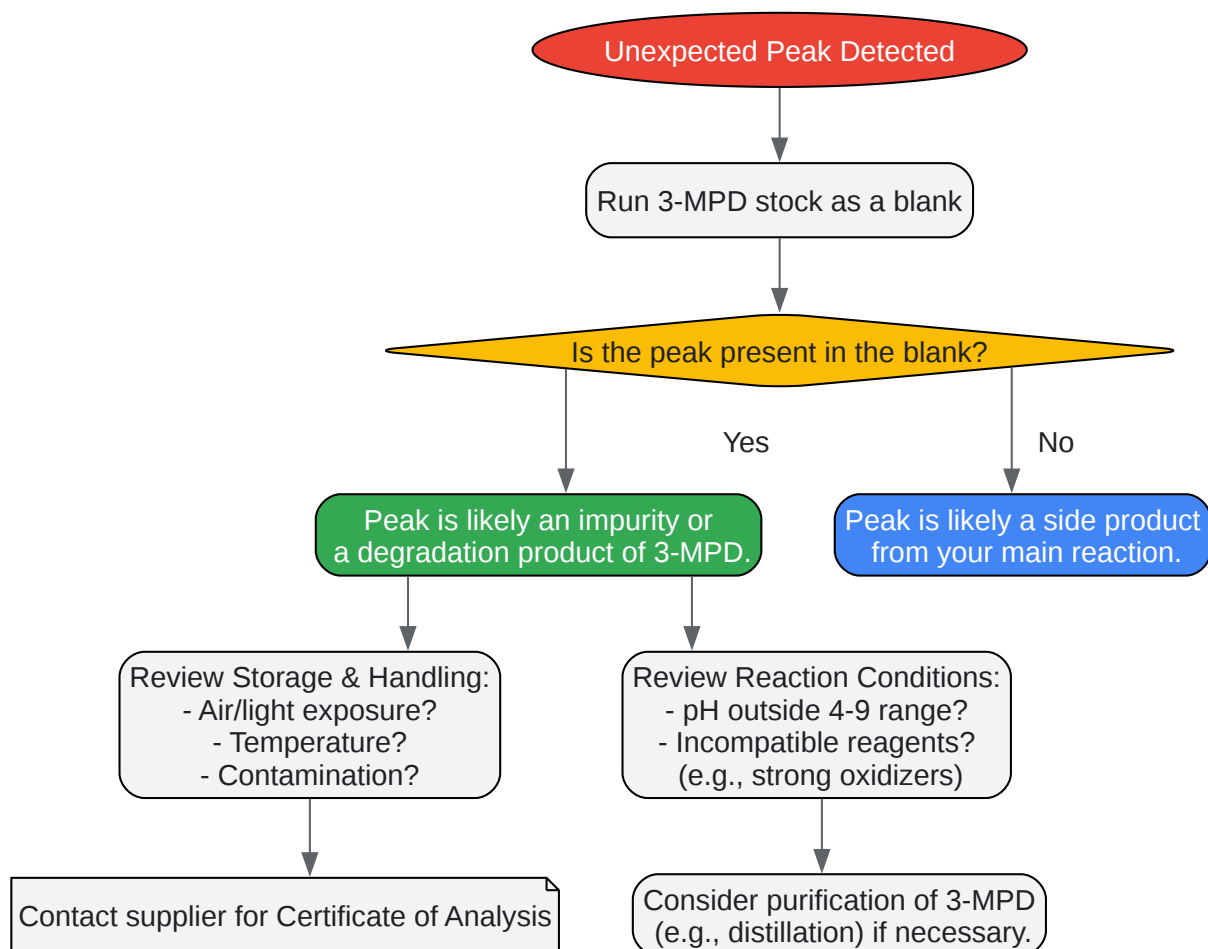 Unexpected Peak Detected
Run 3-MPD stock as a blank
Is the peak present in the blank?
Yes
No
Peak is likely an impurity or
a degradation product of 3-MPD.
Peak is likely a side product
from your main reaction.
Review Storage & Handling:
- Air/light exposure?
- Temperature?
- Contamination?
Review Reaction Conditions:
- pH outside 4-9 range?
- Incompatible reagents?
(e.g., strong oxidizers)
Contact supplier for Certificate of Analysis
Consider purification of 3-MPD
(e.g., distillation) if necessary.